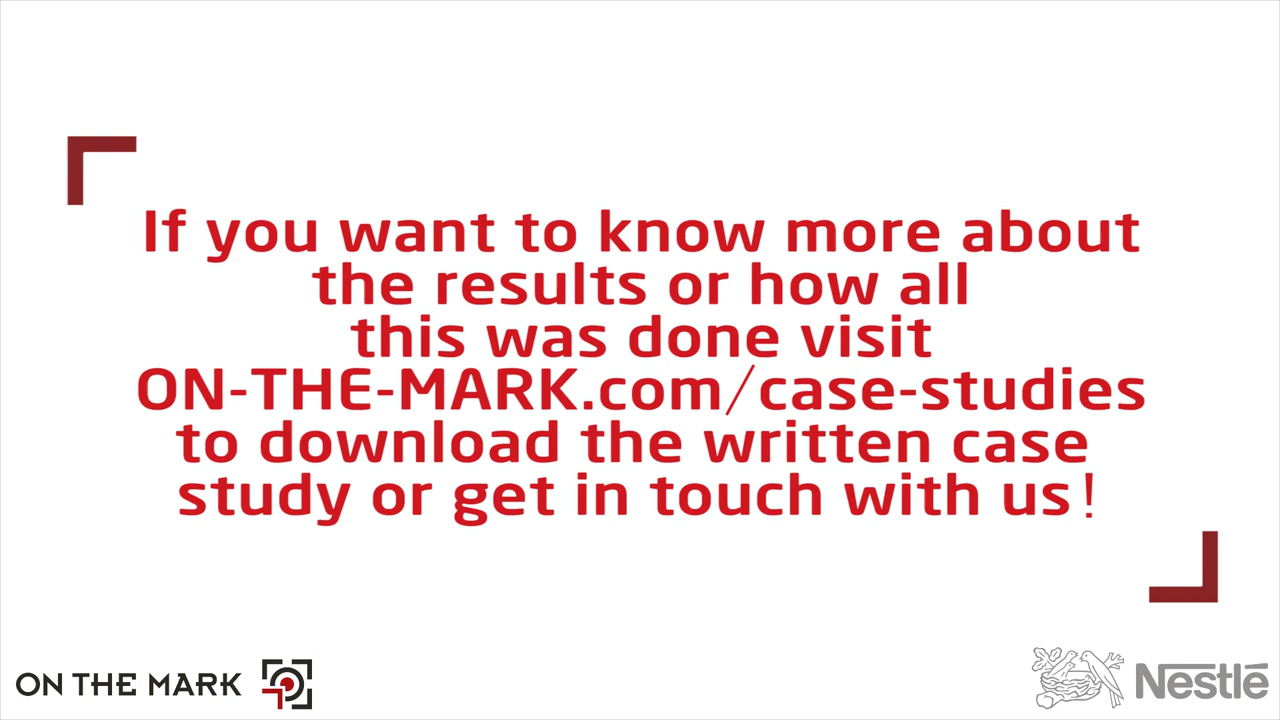 If you want to know more about
the results or how all
this was done visit
ON-THE-MARK.com/case-studies
to download the written case
study or get in touch with us!
ON THE MARK
Nestlé